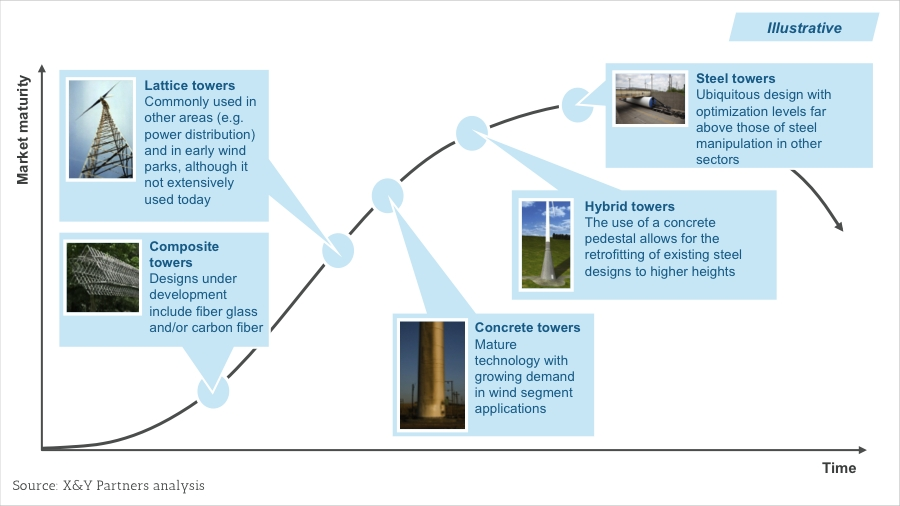 Illustrative
Market maturity
Lattice towers
Commonly used in
other areas (e.g.
power distribution)
and in early wind
parks, although it
not extensively
used today
Steel towers
Ubiquitous design with
optimization levels far
above those of steel
manipulation in other
sectors
Hybrid towers
The use of a concrete
pedestal allows for the
retrofitting of existing steel
designs to higher heights
Composite
towers
Designs under
development
include fiber glass
and/or carbon fiber
Concrete towers
Mature
technology with
growing demand
in wind segment
applications
Time
Source: X&Y Partners analysis